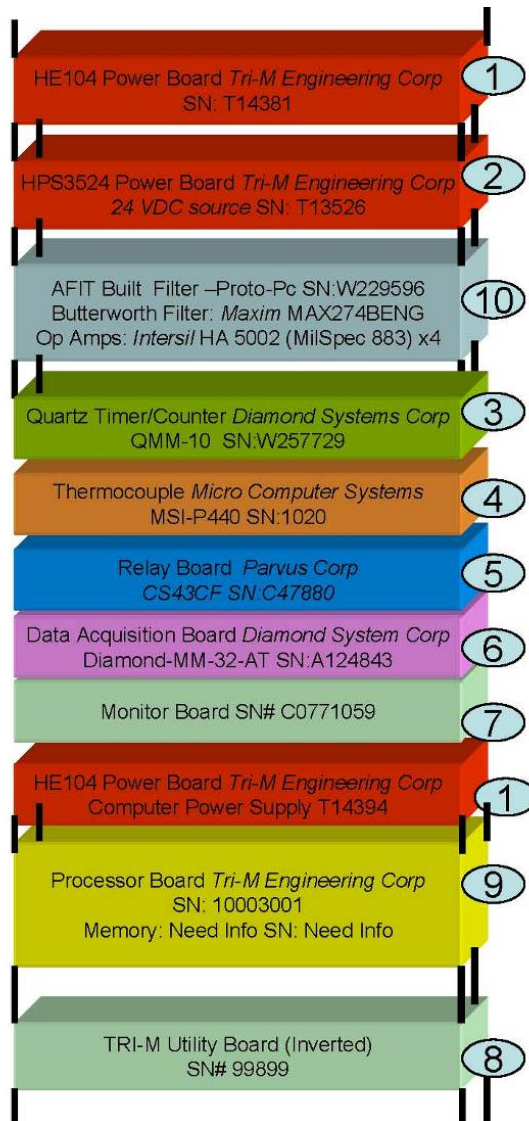 HE104 Power Board Tri-M Engineering Corp
SN: T14381
1
HPS3524 Power Board Tri-M Engineering Corp
24 VDC source SN: T13526
2
AFIT Built Filter –Proto-Pc SN:W229596
Butterworth Filter: Maxim MAX274BENG
Op Amps: Intersil HA 5002 (MilSpec 883) x4
10
Quartz Timer/Counter Diamond Systems Corp
QMM-10 SN:W257729
3
Thermocouple Micro Computer Systems
MSI-P440 SN:1020
4
Relay Board Parvus Corp
CS43CF SN:C47880
5
Data Acquisition Board Diamond System Corp
Diamond-MM-32-AT SN:A124843
6
Monitor Board SN# C0771059
7
HE104 Power Board Tri-M Engineering Corp
Computer Power Supply T14394
1
Processor Board Tri-M Engineering Corp
SN: 10003001
Memory: Need Info SN: Need Info
9
TRI-M Utility Board (Inverted)
SN# 99899
8